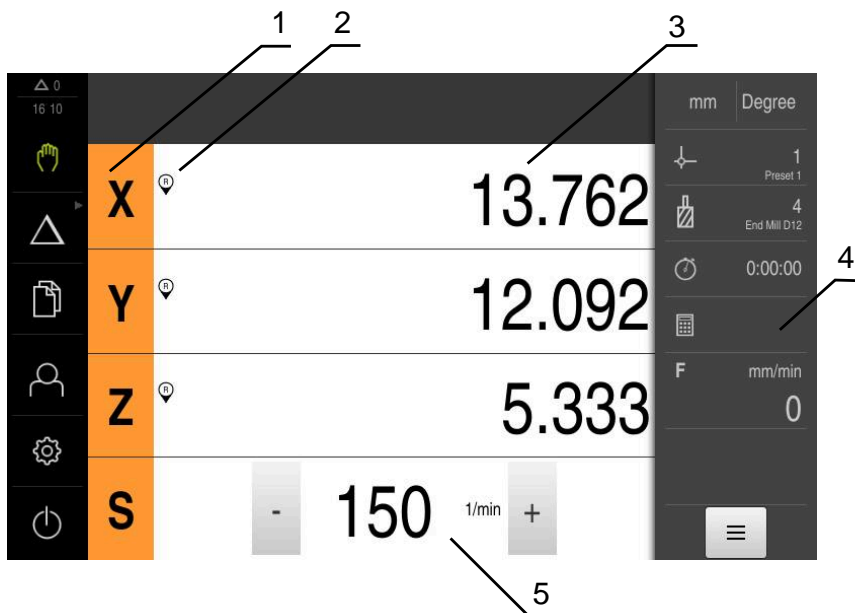 1 2 3
0
16 10
mm Degree
1
Preset 1
X R 13.762
4
End Mill D12
4
0:00:00
Y R 12.092
F mm/min
0
Z R 5.333
S - 150 1/min +
5